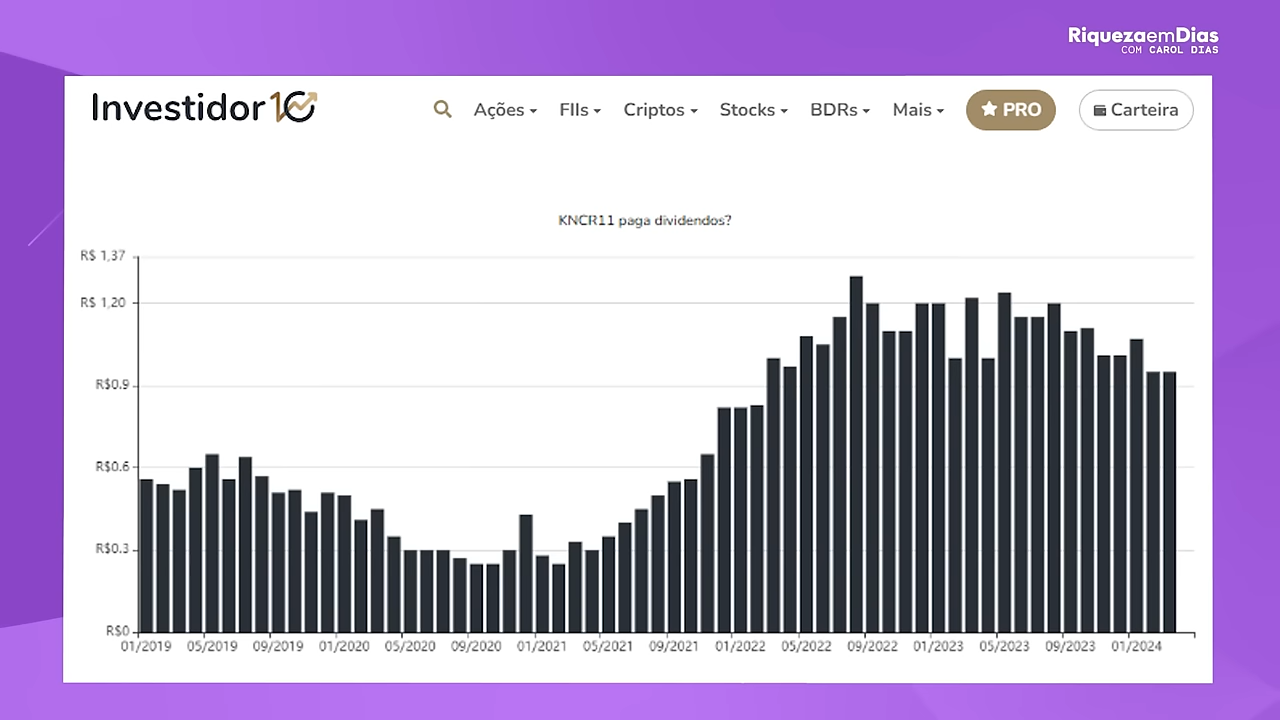 RiquezaemDias
COM CAROL DIAS
Investidor 10
Ações
FIIs
Criptos
Stocks
BDRs
Mais
PRO
Carteira
KNCR11 paga dividendos?
R$ 1,37
R$ 1,20
R$0.9
R$0.6
R$0.3
R$0
01/2019 05/2019 09/2019 01/2020 05/2020 09/2020 01/2021 05/2021 09/2021 01/2022 05/2022 09/2022 01/2023 05/2023 09/2023 01/2024